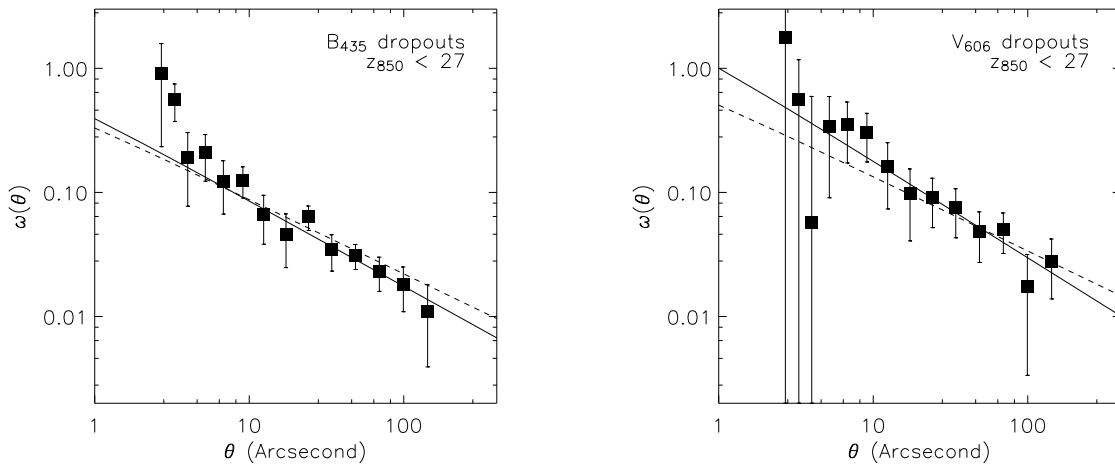 B₄₃₅ dropouts
z₈₅₀ < 27
1.00
0.10
0.01
ω(θ)
1
10
100
θ (Arcsecond)
V₆₀₆ dropouts
z₈₅₀ < 27
1.00
0.10
0.01
ω(θ)
1
10
100
θ (Arcsecond)